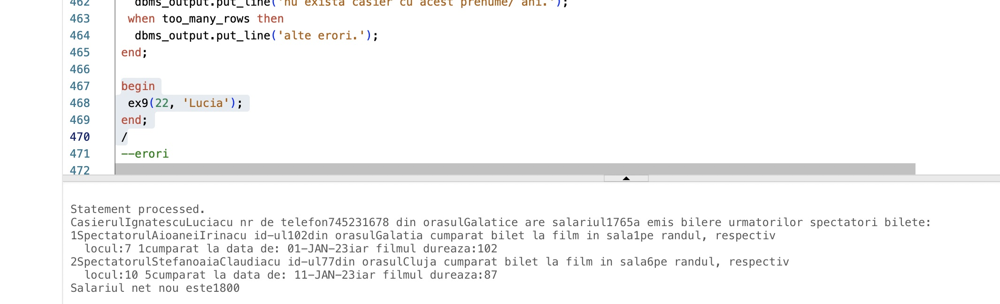 462 dbms_output.put_line('nu exista casier cu acest prenume/ ani.');
463 when too_many_rows then
464 dbms_output.put_line('alte erori.');
465 end;
466
467 begin
468 ex9(22, 'Lucia');
469 end;
470 /
471 --erori
472
Statement processed.
CasierulIgnatescuLuciacu nr de telefon745231678 din orasulGalatice are salariul1765a emis bilere urmatorilor spectatori bilete:
1SpectatorulAioaneiIrinacu id-ul102din orasulGalatia cumparat bilet la film in sala1pe randul, respectiv
locul:7 1cumparat la data de: 01-JAN-23iar filmul dureaza:102
2SpectatorulStefanoaiaClaudiacu id-ul77din orasulCluja cumparat bilet la film in sala6pe randul, respectiv
locul:10 5cumparat la data de: 11-JAN-23iar filmul dureaza:87
Salariul net nou este1800